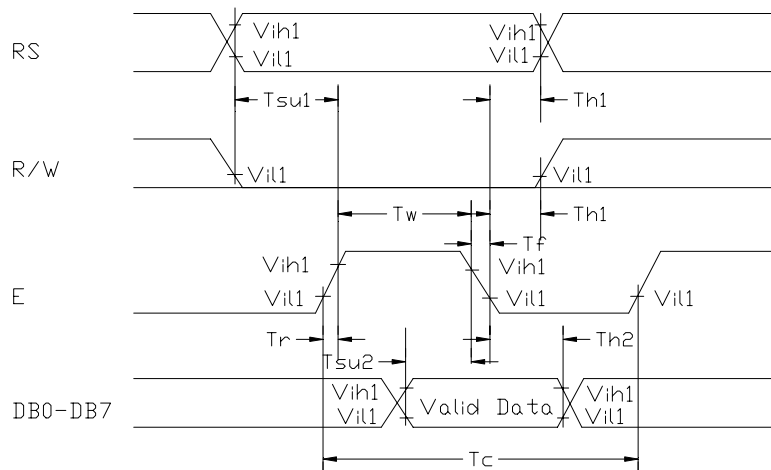 Vih1 Vih1
RS
Vil1 Vil1
Tsu1 Th1
R/W Vil1 Vil1
Tw Th1
Tf
Vih1 Vih1
E Vil1 Vil1 Vil1
Tr Th2
Tsu2
Vih1 Vih1
DB0-DB7 Vil1 Valid Data Vil1
Tc